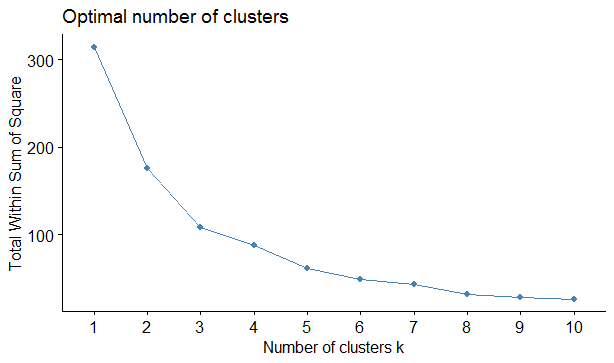 Optimal number of clusters
Total Within Sum of Square
300
200
100
1 2 3 4 5 6 7 8 9 10
Number of clusters k